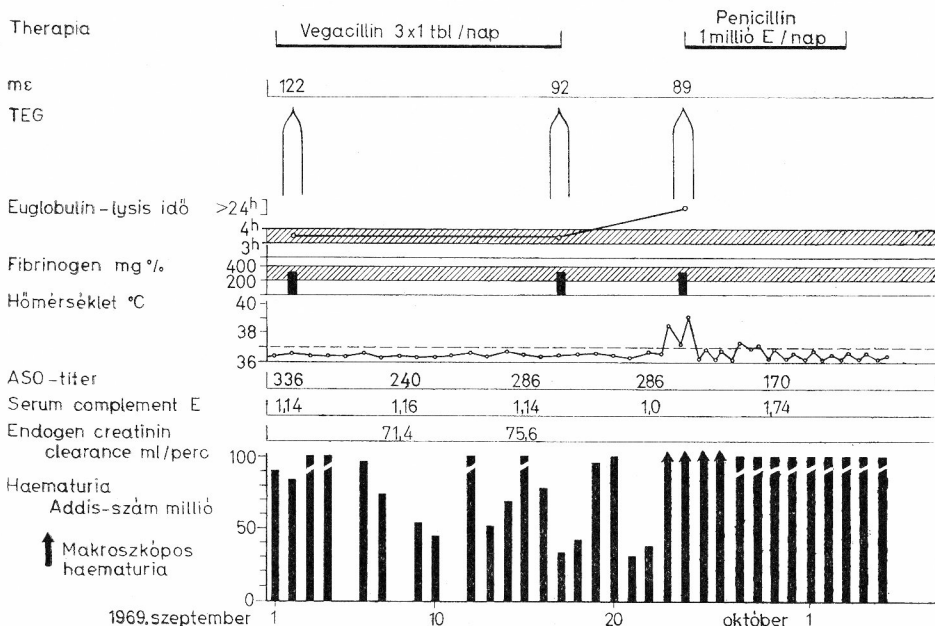 Therapia
Vegacillin 3x1 tbl/nap
Penicillin
1 millió E/nap
mε
122
92
89
TEG
Euglobulin-lysis idő >24h
4h
3h
Fibrinogen mg%
400
200
Hőmérséklet °C
40
38
36
ASO-titer
336
240
286
286
170
Serum complement E
1,14
1,16
1,14
1,0
1,74
Endogen creatinin
clearance ml/perc
71,4
75,6
Haematuria
Addis-szám millió
100
50
0
Makroszkópos
haematuria
1969. szeptember
1
10
20
október 1